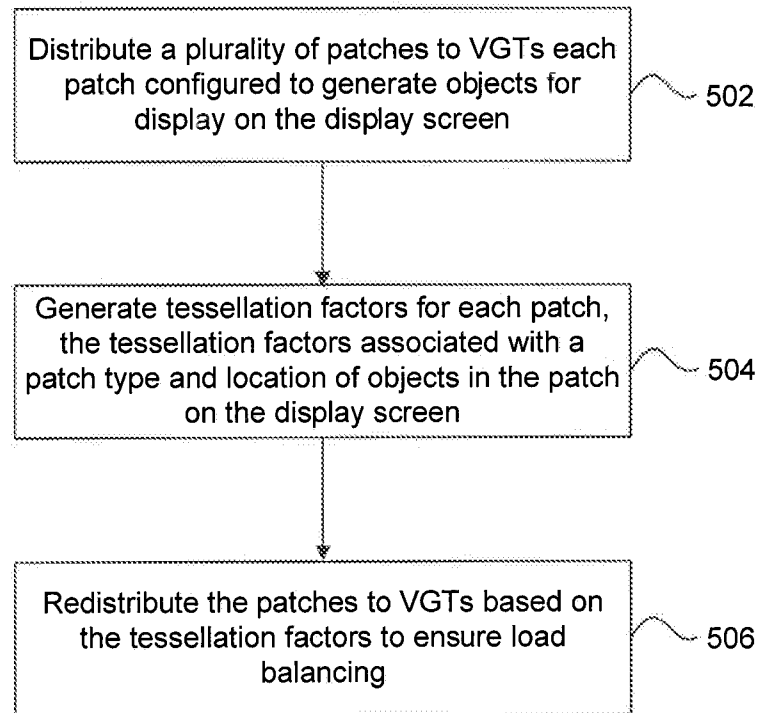 Distribute a plurality of patches to VGTs each
patch configured to generate objects for
display on the display screen
502
Generate tessellation factors for each patch,
the tessellation factors associated with a
patch type and location of objects in the patch
on the display screen
504
Redistribute the patches to VGTs based on
the tessellation factors to ensure load
balancing
506